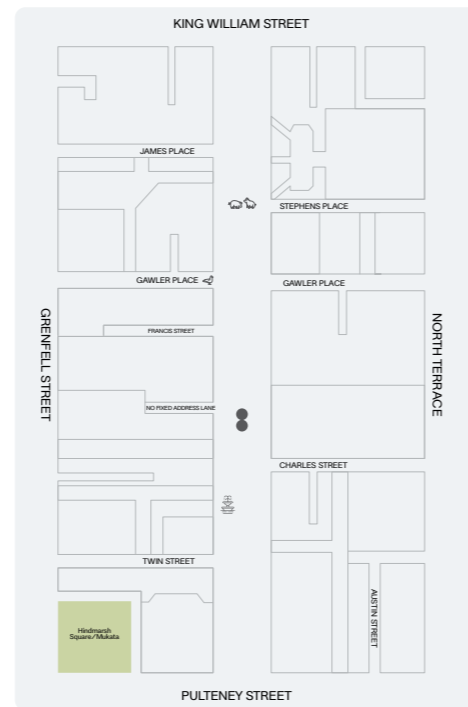 KING WILLIAM STREET
JAMES PLACE
STEPHENS PLACE
GAWLER PLACE
GAWLER PLACE
GRENFELL STREET
NORTH TERRACE
FRANCIS STREET
NO FIXED ADDRESS LANE
CHARLES STREET
TWIN STREET
AUSTIN STREET
Hindmarsh
Square/Mukata
PULTENEY STREET